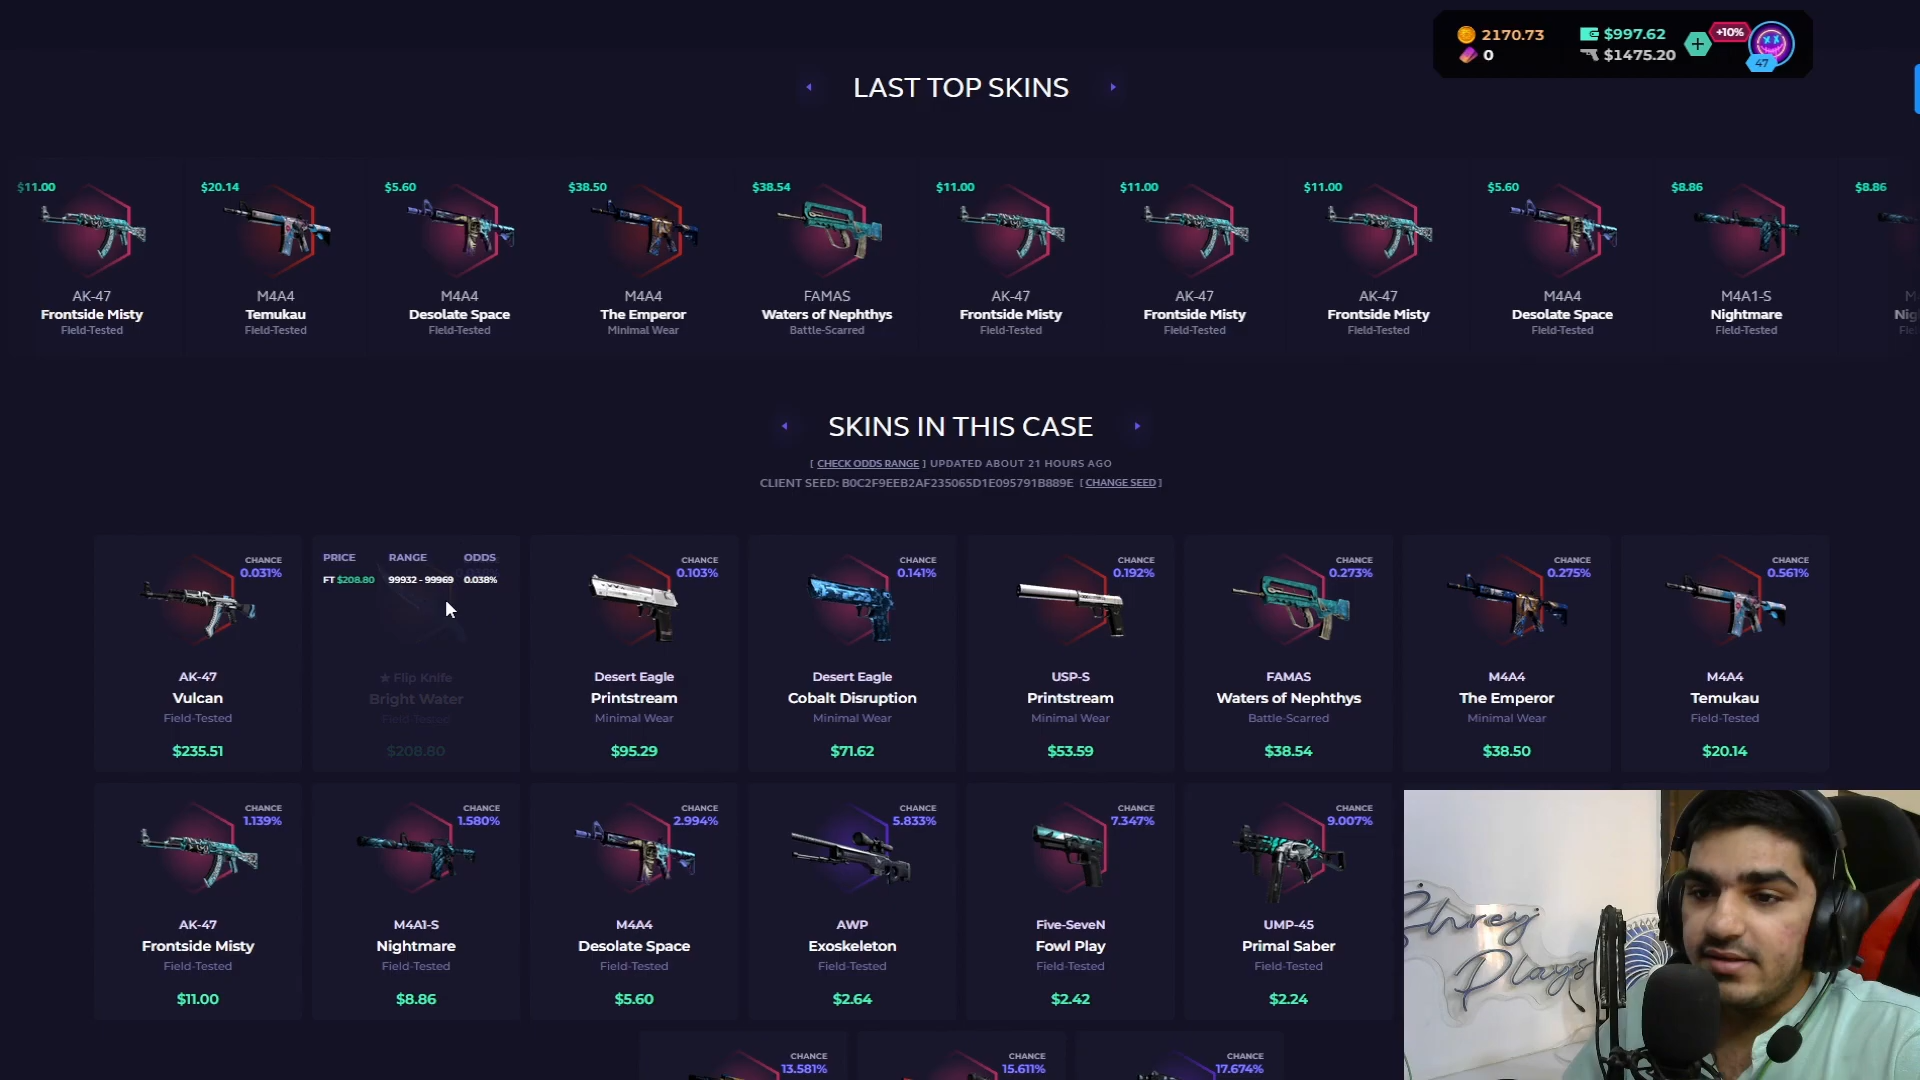 2170.73
0
$997.62
$1475.20
+10%
47
LAST TOP SKINS
$11.00
AK-47
Frontside Misty
Field-Tested
$20.14
M4A4
Temukau
Field-Tested
$5.60
M4A4
Desolate Space
Field-Tested
$38.50
M4A4
The Emperor
Minimal Wear
$38.54
FAMAS
Waters of Nephthys
Battle-Scarred
$11.00
AK-47
Frontside Misty
Field-Tested
$11.00
AK-47
Frontside Misty
Field-Tested
$11.00
AK-47
Frontside Misty
Field-Tested
$5.60
M4A4
Desolate Space
Field-Tested
$8.86
M4A1-S
Nightmare
Field-Tested
$8.86
SKINS IN THIS CASE
[ CHECK ODDS RANGE ] UPDATED ABOUT 21 HOURS AGO
CLIENT SEED: B0C2F9EEB2AF235065D1E095791B889E [ CHANGE SEED ]
CHANCE
0.031%
AK-47
Vulcan
Field-Tested
$235.51
PRICE RANGE ODDS
FT $208.80 99932 - 99969 0.038%
★ Flip Knife
Bright Water
Field-Tested
$208.80
CHANCE
0.103%
Desert Eagle
Printstream
Minimal Wear
$95.29
CHANCE
0.141%
Desert Eagle
Cobalt Disruption
Minimal Wear
$71.62
CHANCE
0.192%
USP-S
Printstream
Minimal Wear
$53.59
CHANCE
0.273%
FAMAS
Waters of Nephthys
Battle-Scarred
$38.54
CHANCE
0.275%
M4A4
The Emperor
Minimal Wear
$38.50
CHANCE
0.561%
M4A4
Temukau
Field-Tested
$20.14
CHANCE
1.139%
AK-47
Frontside Misty
Field-Tested
$11.00
CHANCE
1.580%
M4A1-S
Nightmare
Field-Tested
$8.86
CHANCE
2.994%
M4A4
Desolate Space
Field-Tested
$5.60
CHANCE
5.833%
AWP
Exoskeleton
Field-Tested
$2.64
CHANCE
7.347%
Five-SeveN
Fowl Play
Field-Tested
$2.42
CHANCE
9.007%
UMP-45
Primal Saber
Field-Tested
$2.24
CHANCE
13.581%
CHANCE
15.611%
CHANCE
17.674%
Shrey
Plays